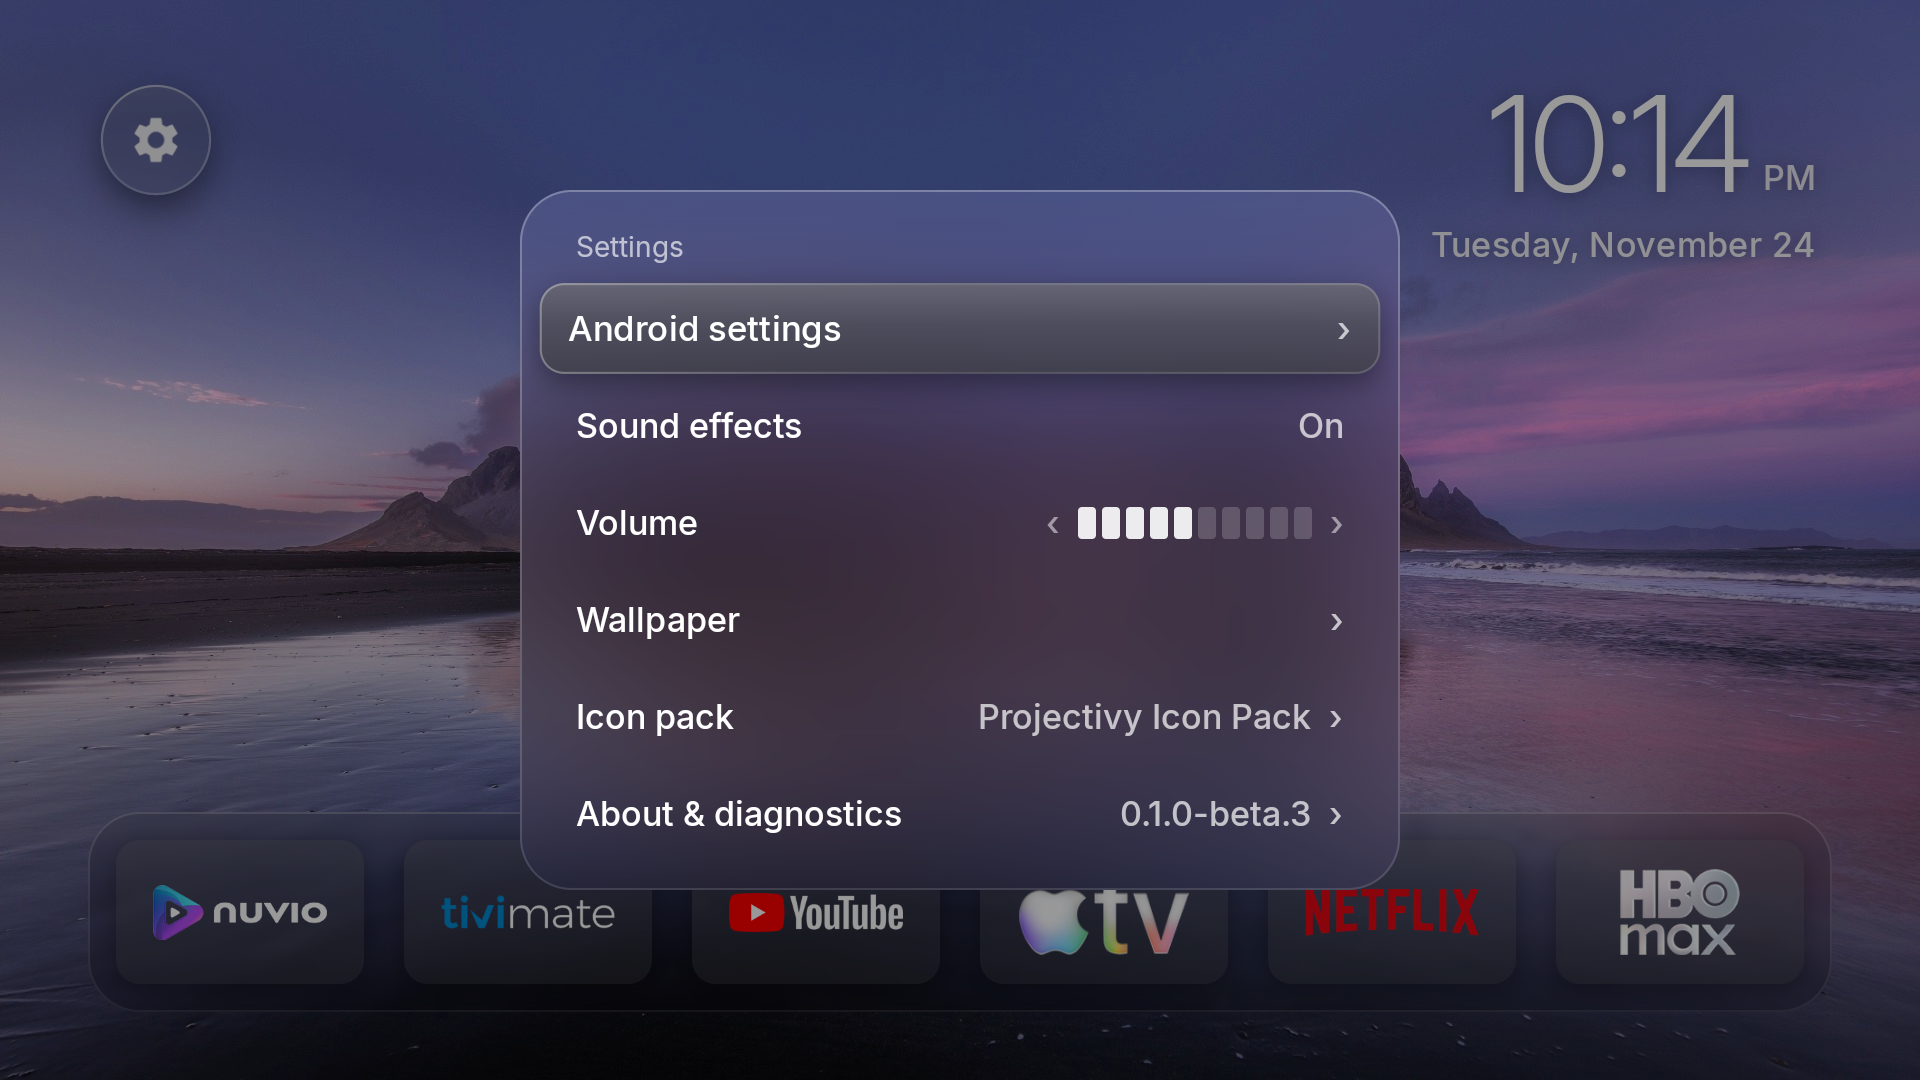 10:14 PM
Tuesday, November 24
Settings
Android settings ›
Sound effects On
Volume ‹ ›
Wallpaper ›
Icon pack Projectivy Icon Pack ›
About & diagnostics 0.1.0-beta.3 ›
nuvio
tivimate
YouTube
tv
NETFLIX
HBO
max